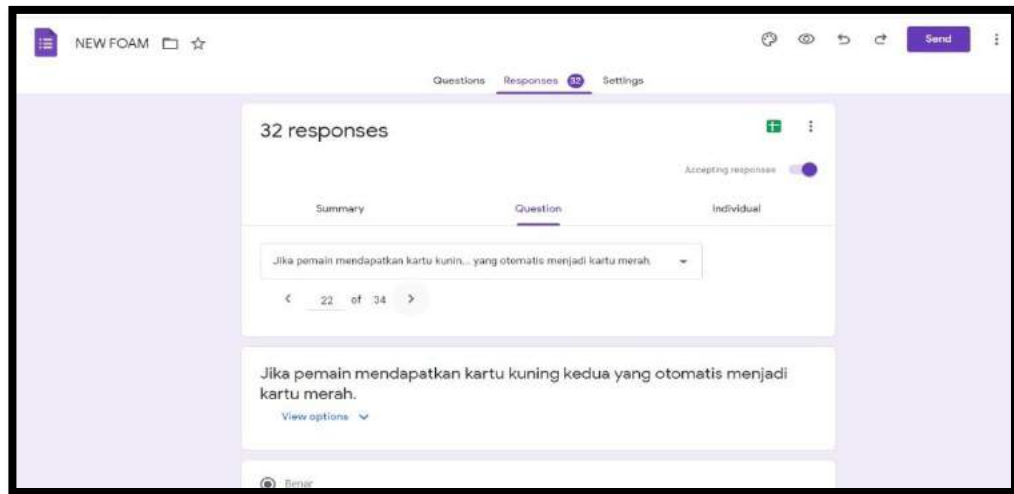 NEW FOAM
Send
Questions Responses 32 Settings
32 responses
Accepting responses
Summary Question Individual
Jika pemain mendapatkan kartu kunin... yang otomatis menjadi kartu merah.
22 of 34
Jika pemain mendapatkan kartu kuning kedua yang otomatis menjadi
kartu merah.
View options
Benar